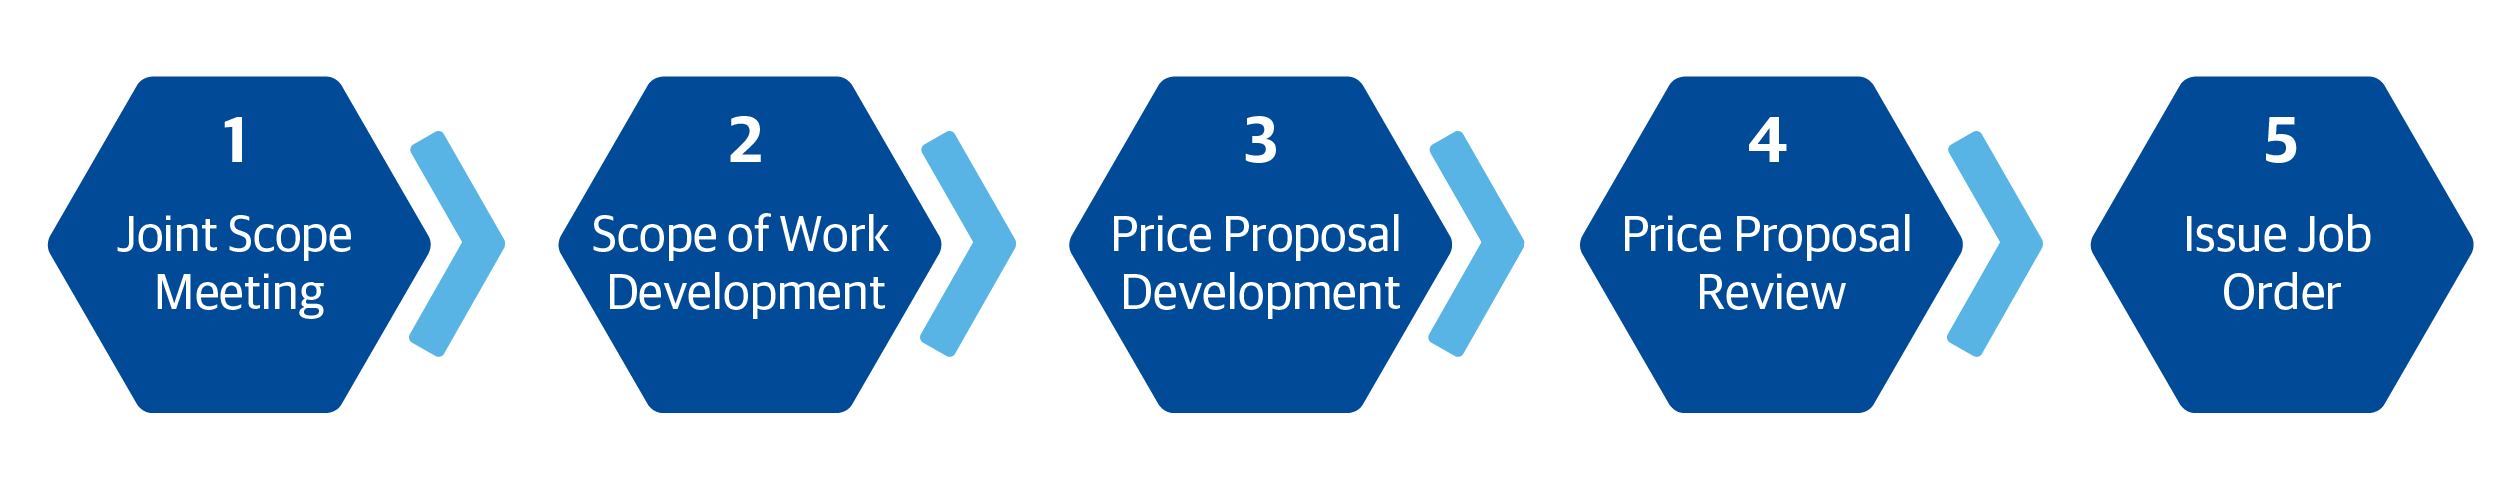 1
Joint Scope
Meeting
2
Scope of Work
Development
3
Price Proposal
Development
4
Price Proposal
Review
5
Issue Job
Order